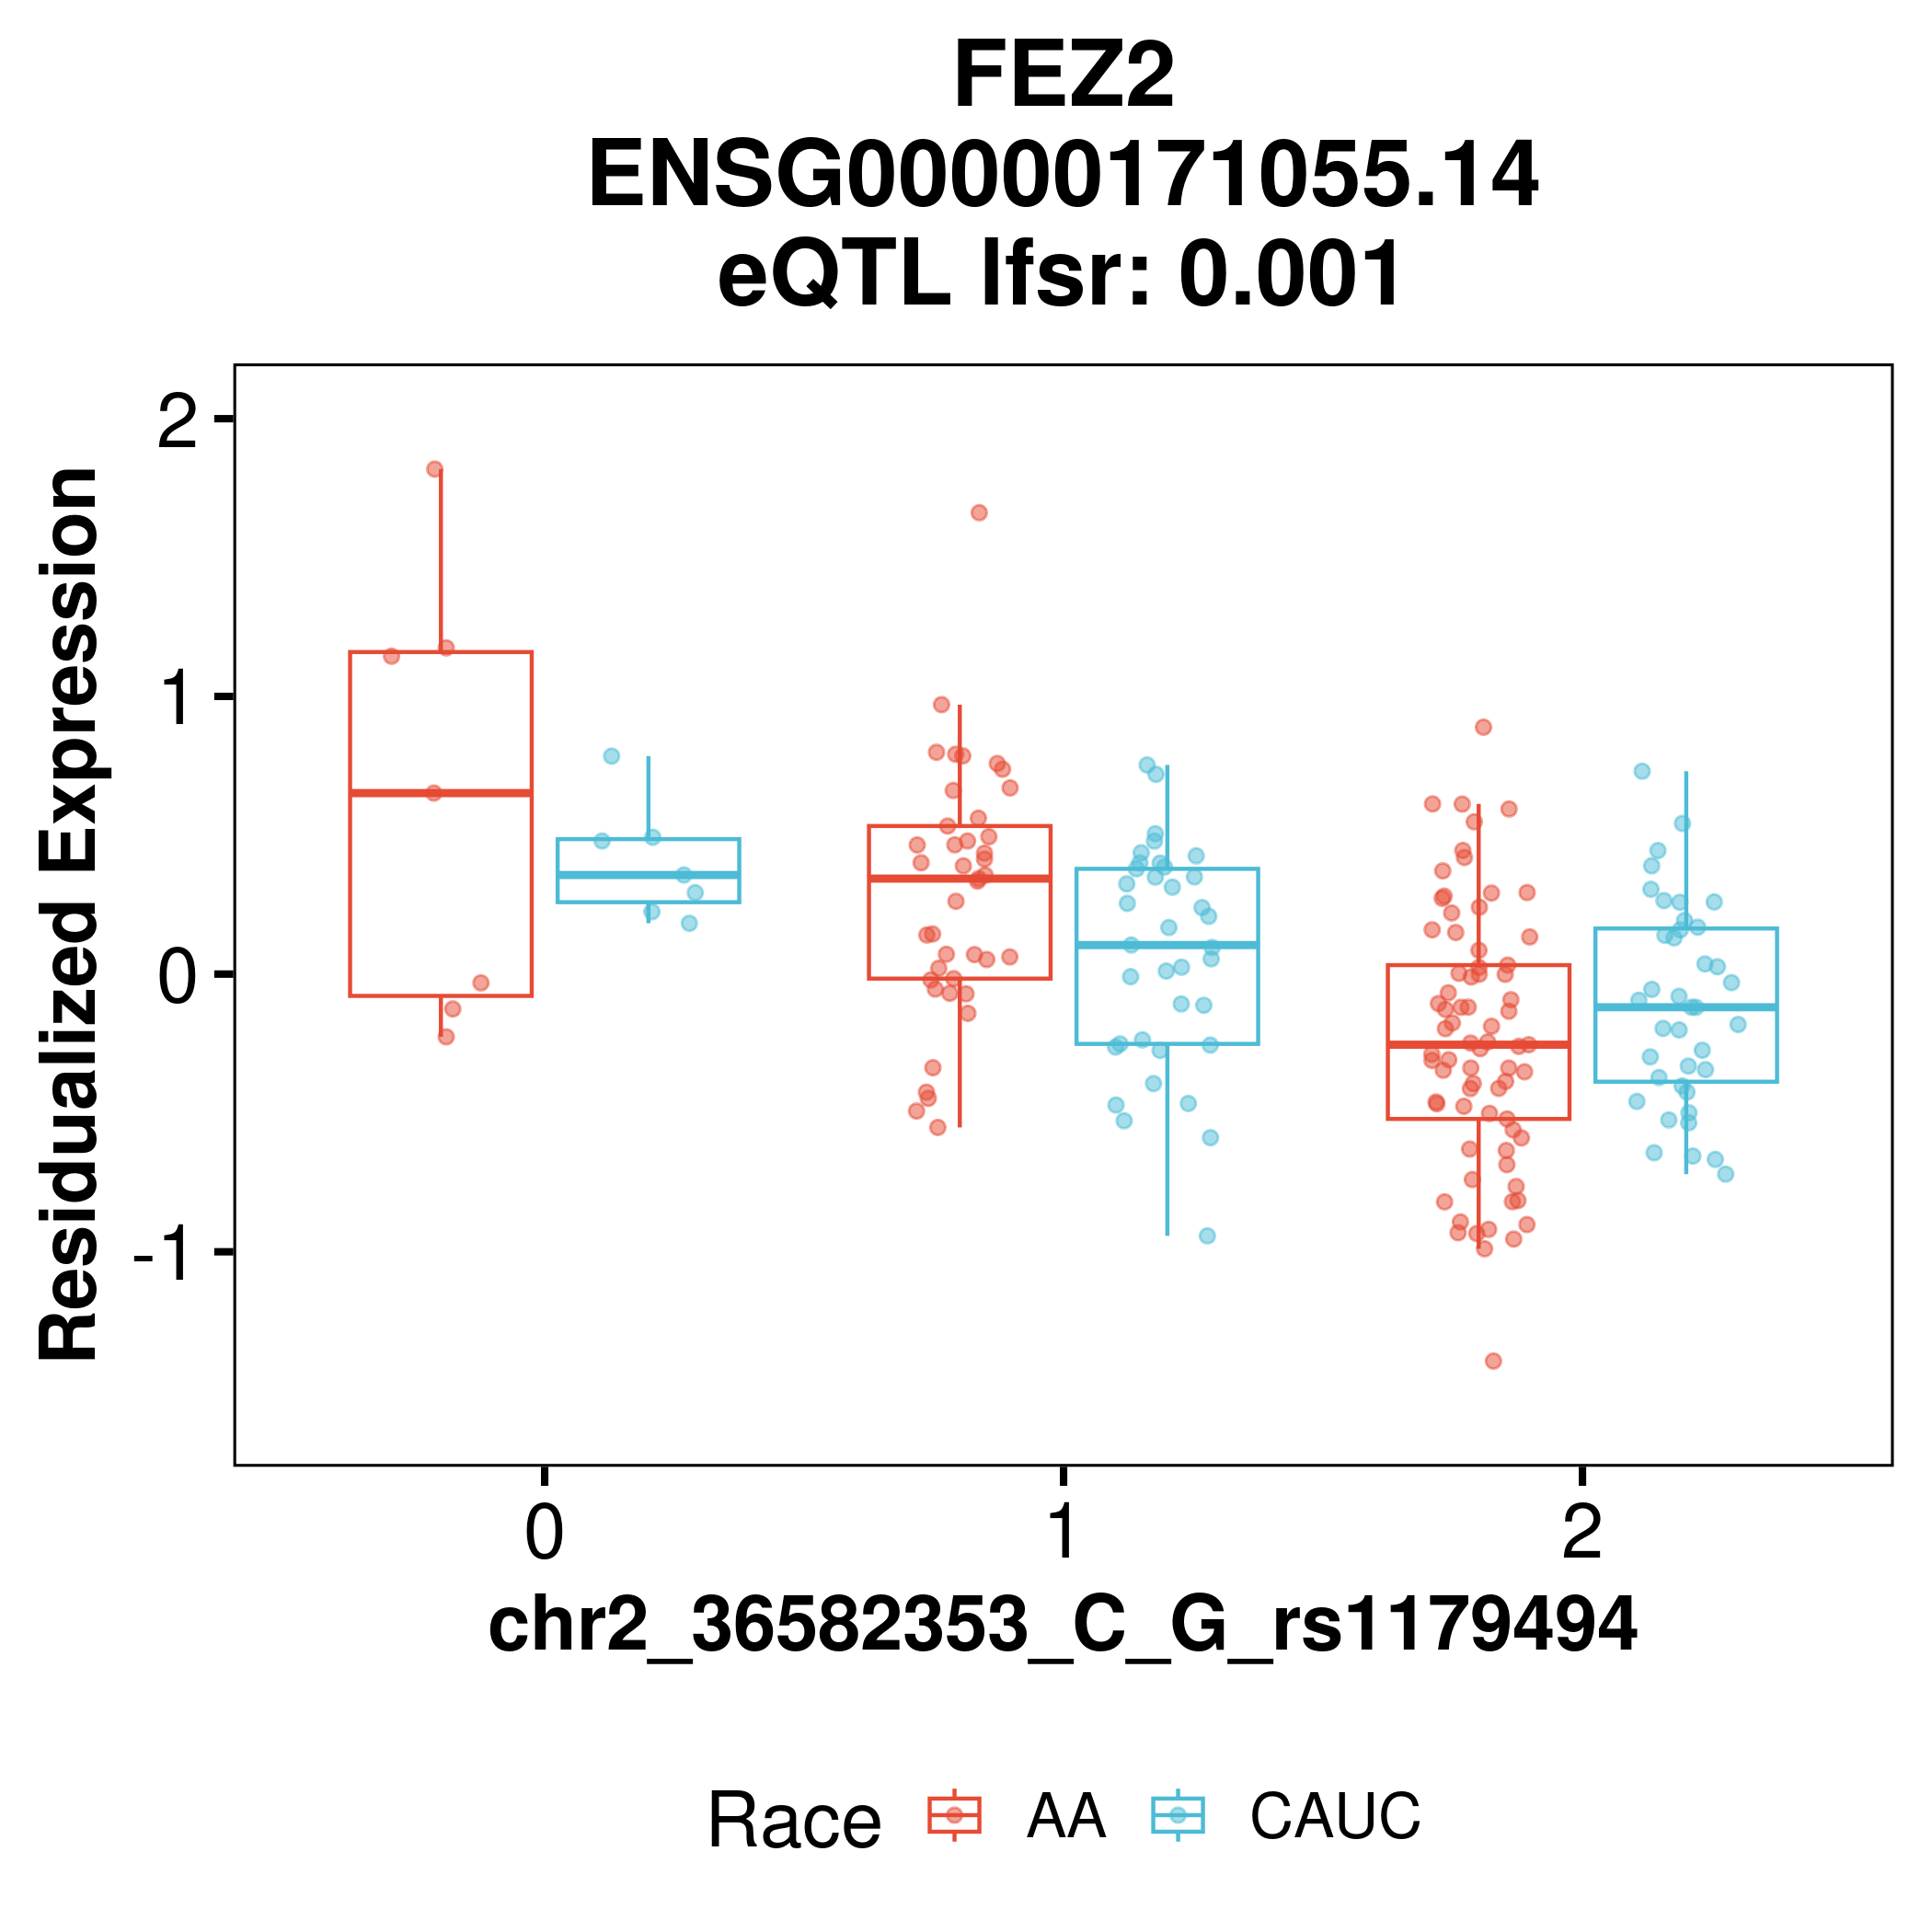 FEZ2
ENSG00000171055.14
eQTL lfsr: 0.001
Residualized Expression
2
1
0
-1
0 1 2
chr2_36582353_C_G_rs1179494
Race AA CAUC